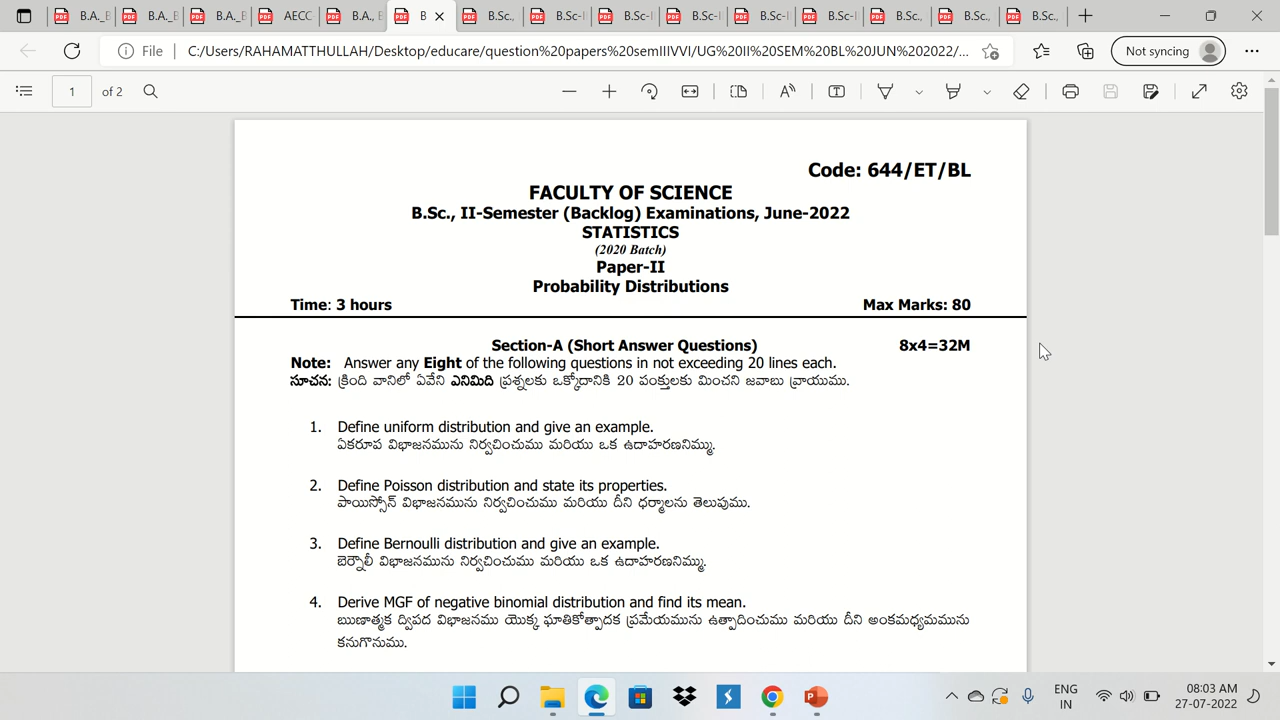 B.A., B
B.A., B
B.A., B
AECC
B.A., B
B
B.Sc.,
B.Sc-I
B.Sc-I
B.Sc-I
B.Sc-I
B.Sc-I
B.Sc.,
B.Sc.,
B.Sc.,
File
C:/Users/RAHAMATTHULLAH/Desktop/educare/question%20papers%20semIIIVVI/UG%20II%20SEM%20BL%20JUN%202022/...
Not syncing
1 of 2
Code: 644/ET/BL
FACULTY OF SCIENCE
B.Sc., II-Semester (Backlog) Examinations, June-2022
STATISTICS
(2020 Batch)
Paper-II
Probability Distributions
Time: 3 hours Max Marks: 80
Section-A (Short Answer Questions) 8x4=32M
Note: Answer any Eight of the following questions in not exceeding 20 lines each.
సూచన: క్రింది వానిలో ఏవేని ఎనిమిది ప్రశ్నలకు ఒక్కోదానికి 20 పంక్తులకు మించని జవాబు వ్రాయుము.
1. Define uniform distribution and give an example.
ఏకరూప విభాజనమును నిర్వచించుము మరియు ఒక ఉదాహరణనిమ్ము.
2. Define Poisson distribution and state its properties.
పాయిస్సోన్ విభాజనమును నిర్వచించుము మరియు దీని ధర్మాలను తెలుపుము.
3. Define Bernoulli distribution and give an example.
బెర్నౌలీ విభాజనమును నిర్వచించుము మరియు ఒక ఉదాహరణనిమ్ము.
4. Derive MGF of negative binomial distribution and find its mean.
ఋణాత్మక ద్విపద విభాజనము యొక్క ఘాతికోత్పాదక ప్రమేయమును ఉత్పాదించుము మరియు దీని అంకమధ్యమమును
కనుగొనుము.
ENG
IN
08:03 AM
27-07-2022